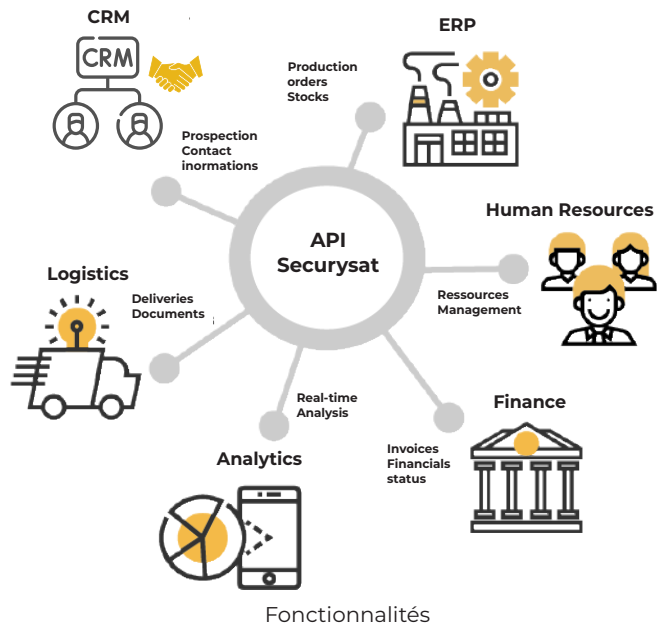 CRM
CRM
Prospection
Contact
inormations
ERP
Production
orders
Stocks
API
Securysat
Human Resources
Ressources
Management
Logistics
Deliveries
Documents
Real-time
Analysis
Analytics
Finance
Invoices
Financials
status
Fonctionnalités